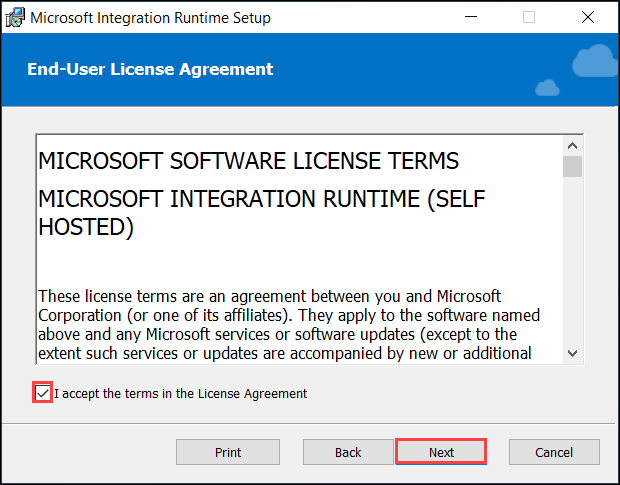 Microsoft Integration Runtime Setup
End-User License Agreement
MICROSOFT SOFTWARE LICENSE TERMS
MICROSOFT INTEGRATION RUNTIME (SELF
HOSTED)
These license terms are an agreement between you and Microsoft
Corporation (or one of its affiliates). They apply to the software named
above and any Microsoft services or software updates (except to the
extent such services or updates are accompanied by new or additional
I accept the terms in the License Agreement
Print Back Next Cancel